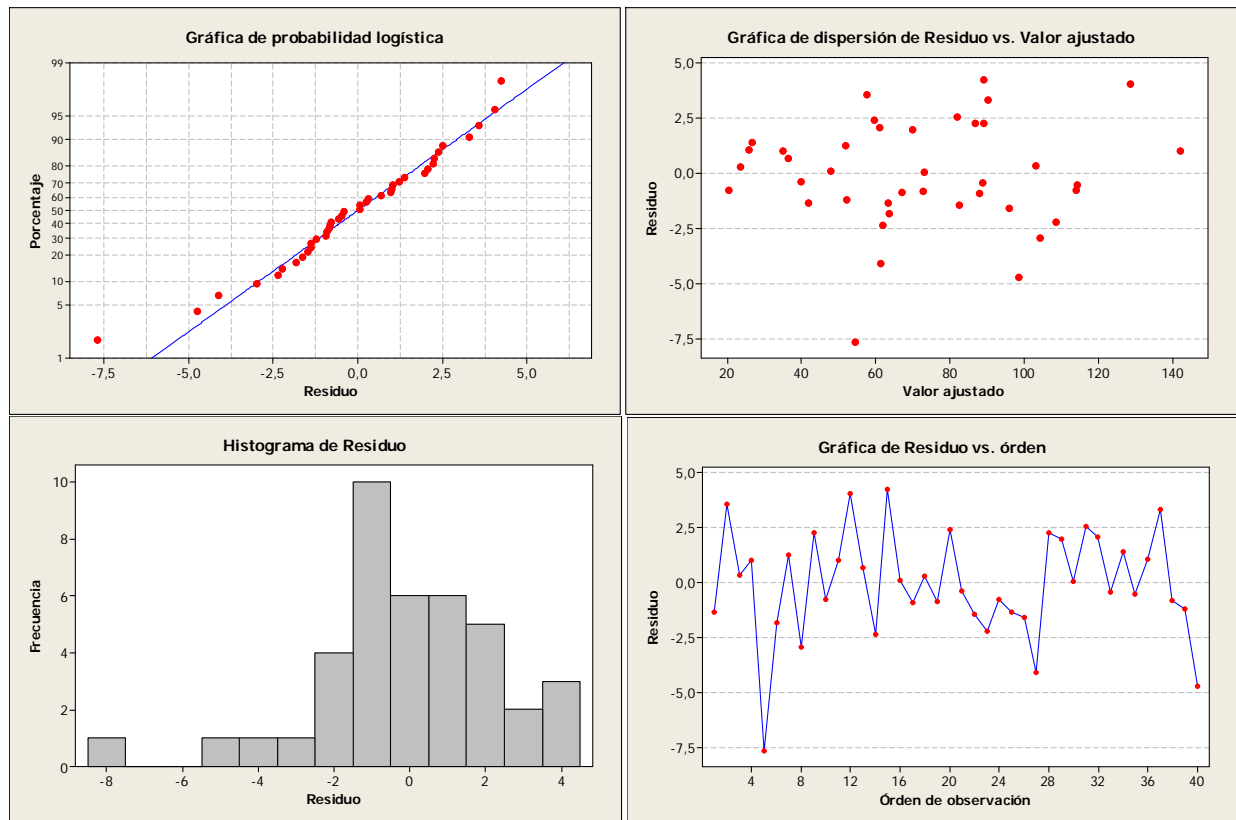 Gráfica de probabilidad logística
99
95
90
80
70
60
50
40
30
20
10
5
1
Porcentaje
-7,5 -5,0 -2,5 0,0 2,5 5,0
Residuo
Gráfica de dispersión de Residuo vs. Valor ajustado
5,0
2,5
0,0
-2,5
-5,0
-7,5
Residuo
20 40 60 80 100 120 140
Valor ajustado
Histograma de Residuo
10
8
6
4
2
0
Frecuencia
-8 -6 -4 -2 0 2 4
Residuo
Gráfica de Residuo vs. órden
5,0
2,5
0,0
-2,5
-5,0
-7,5
Residuo
4 8 12 16 20 24 28 32 36 40
Órden de observación